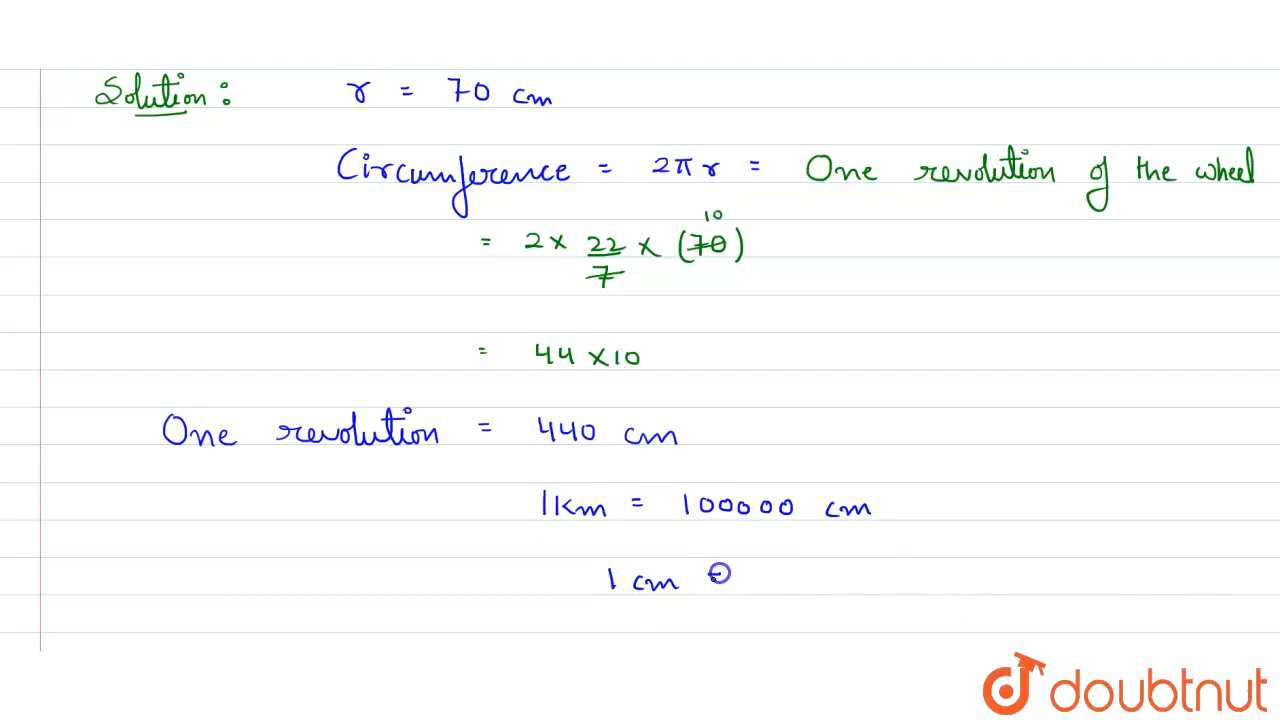 Solution: r = 70 cm
Circumference = 2πr = One revolution of the wheel
10
= 2 × 22/7 × (70)
= 44 × 10
One revolution = 440 cm
1Km = 100000 cm
1 cm =
doubtnut